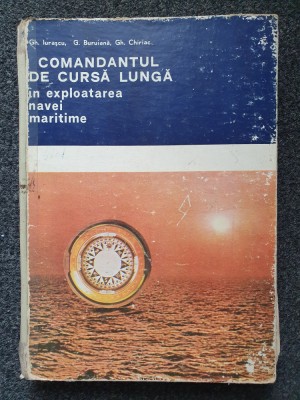 Gh. Iurașcu, G. Buruiană, Gh. Chiriac
COMANDANTUL
DE CURSĂ LUNGĂ
în exploatarea
navei
maritime